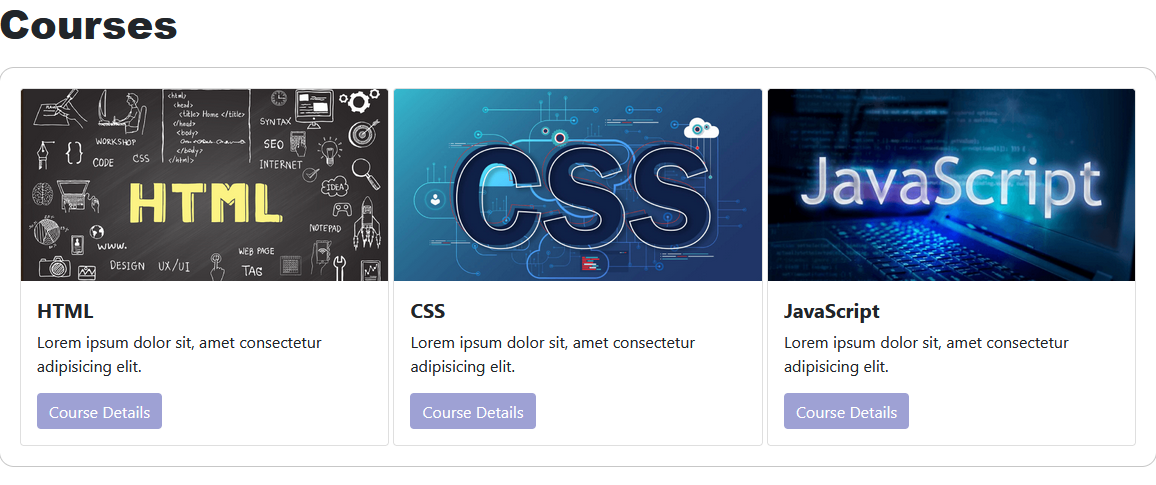 Courses
<html>
<head>
<title> Home </title>
</head>
<body>
</body>
</html>
SYNTAX
WORKSHOP
SEO
CODE
CSS
INTERNET
HTML
IDEA
NOTEPAD
WWW.
WEB PAGE
DESIGN
UX/UI
TAG
CSS
JavaScript
HTML
Lorem ipsum dolor sit, amet consectetur
adipisicing elit.
Course Details
CSS
Lorem ipsum dolor sit, amet consectetur
adipisicing elit.
Course Details
JavaScript
Lorem ipsum dolor sit, amet consectetur
adipisicing elit.
Course Details